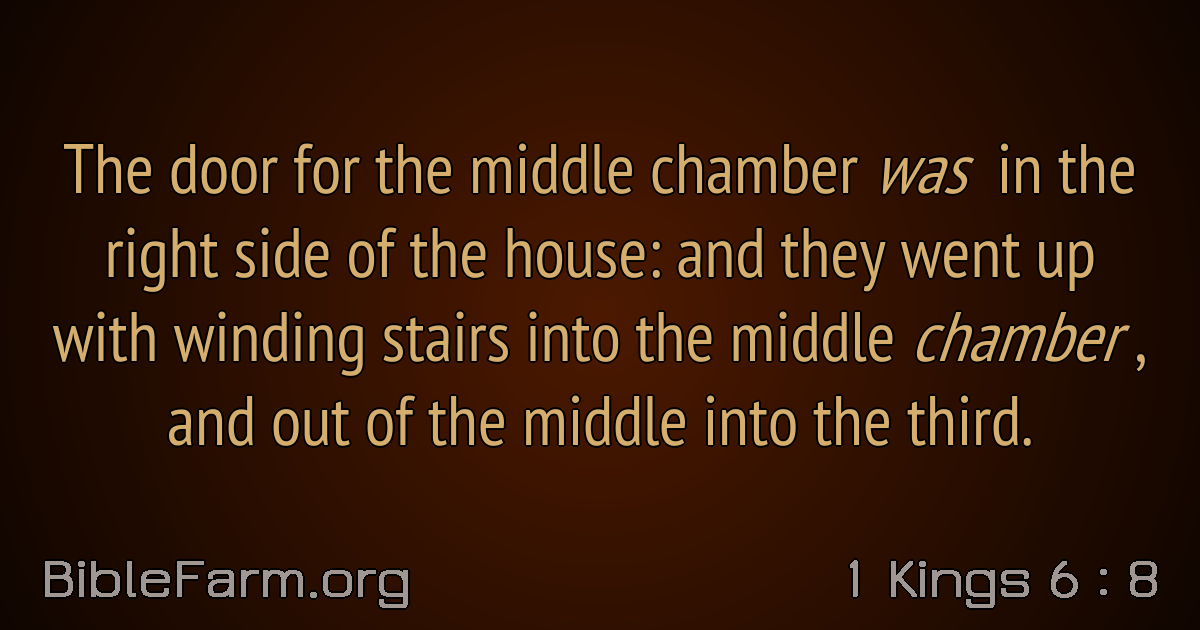 The door for the middle chamber was in the
right side of the house: and they went up
with winding stairs into the middle chamber ,
and out of the middle into the third.
BibleFarm.org
1 Kings 6 : 8